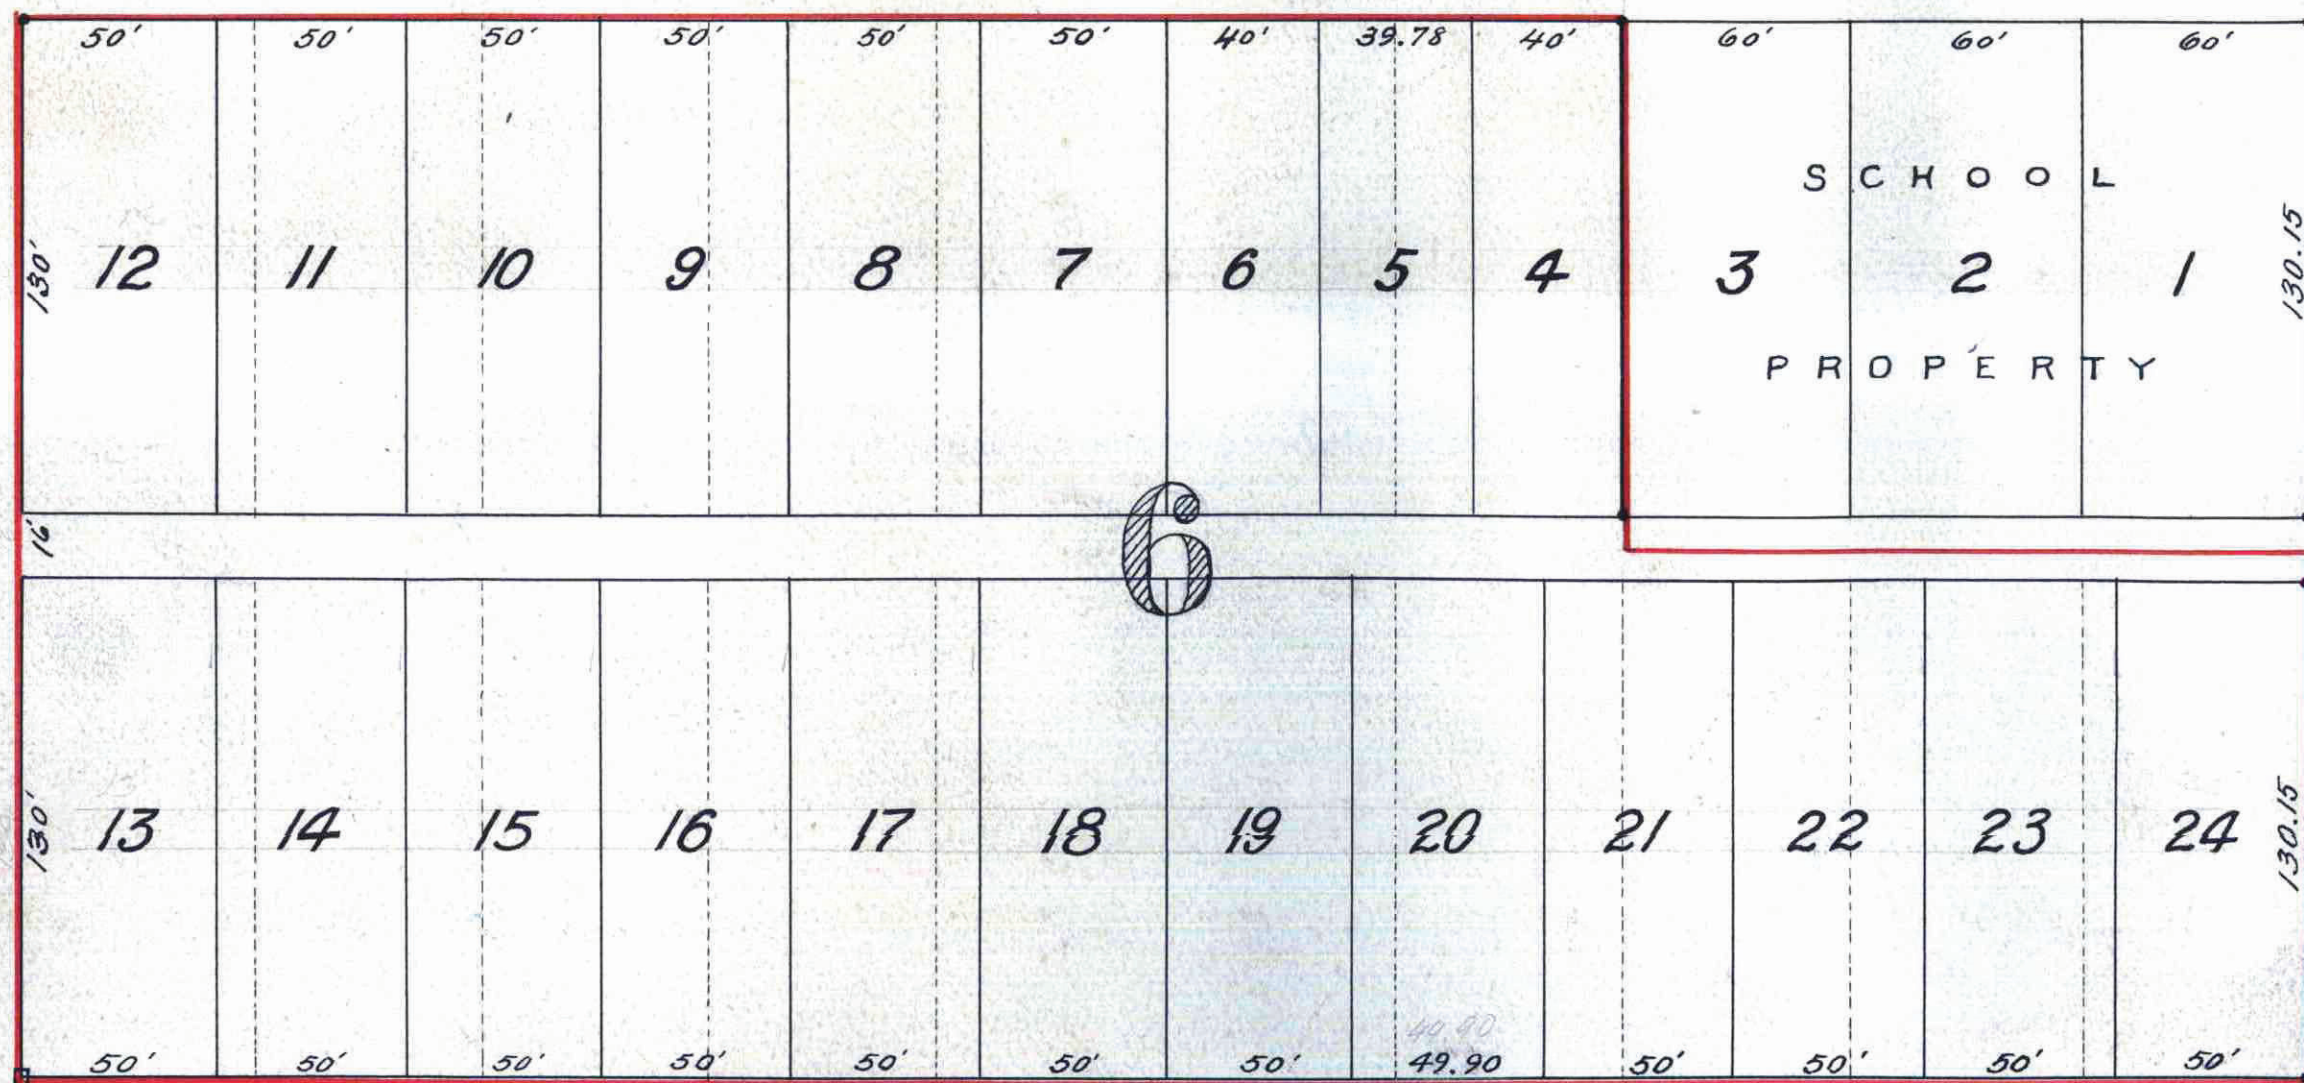 50' 50' 50' 50' 50' 50' 40' 39.78 40' 60' 60' 60'
SCHOOL
130' 12 11 10 9 8 7 6 5 4 3 2 1 130.15
PROPERTY
16' 6
130' 13 14 15 16 17 18 19 20 21 22 23 24 130.15
49.90
50' 50' 50' 50' 50' 50' 50' 49.90 50' 50' 50' 50'